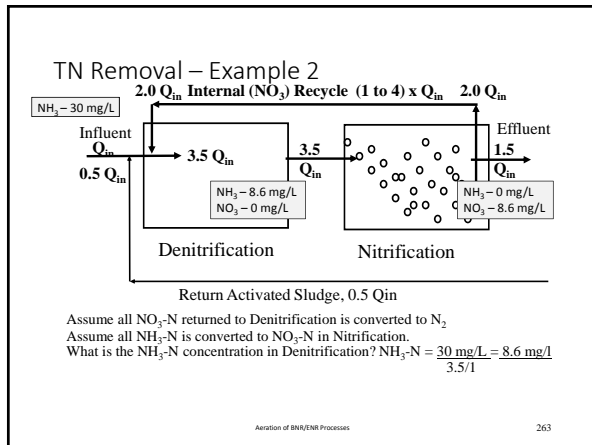 TN Removal – Example 2
2.0 Qin Internal (NO3) Recycle (1 to 4) x Qin 2.0 Qin
NH3 – 30 mg/L
Influent
Effluent
Qin
3.5 Qin
3.5
1.5
0.5 Qin
Qin
Qin
NH3 – 8.6 mg/L
NO3 – 0 mg/L
NH3 – 0 mg/L
NO3 – 8.6 mg/L
Denitrification
Nitrification
Return Activated Sludge, 0.5 Qin
Assume all NO3-N returned to Denitrification is converted to N2
Assume all NH3-N is converted to NO3-N in Nitrification.
What is the NH3-N concentration in Denitrification? NH3-N = 30 mg/L = 8.6 mg/l
3.5/1
Aeration of BNR/ENR Processes
263